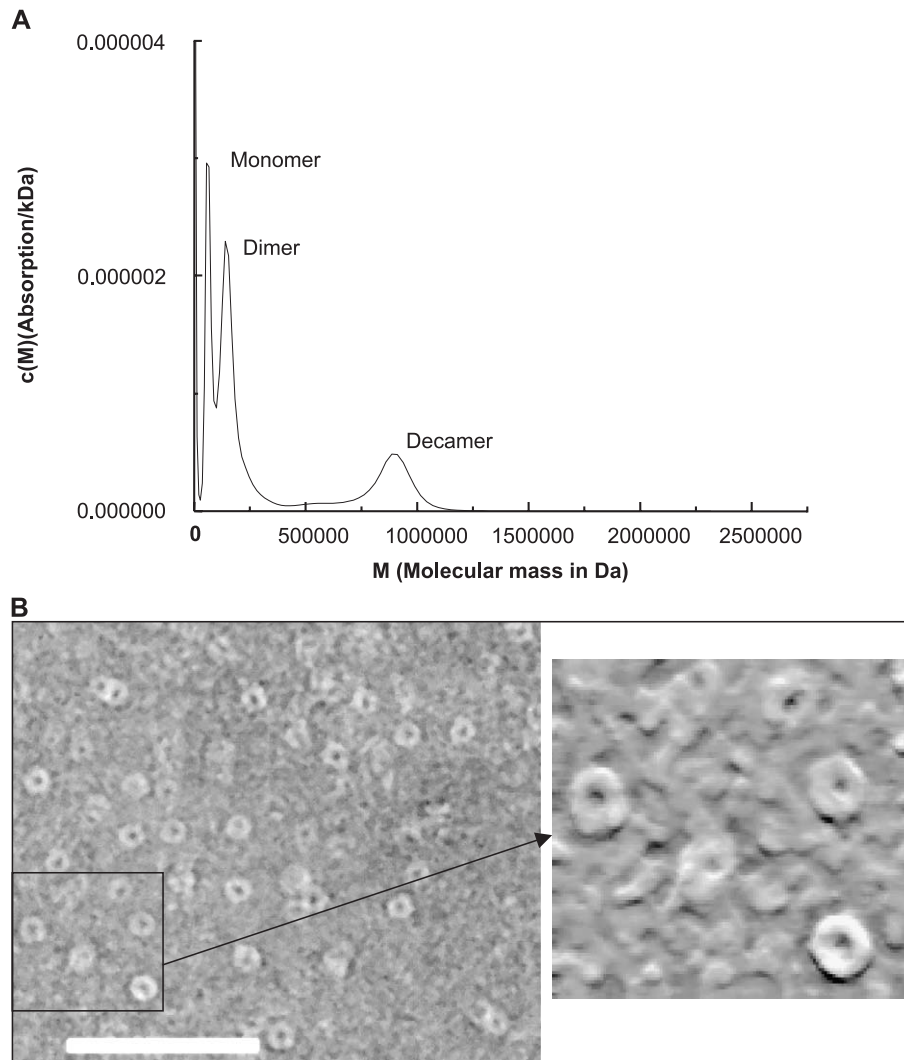 A
0.000004
0.000002
0.000000
c(M)(Absorption/kDa)
Monomer
Dimer
Decamer
0 500000 1000000 1500000 2000000 2500000
M (Molecular mass in Da)
B